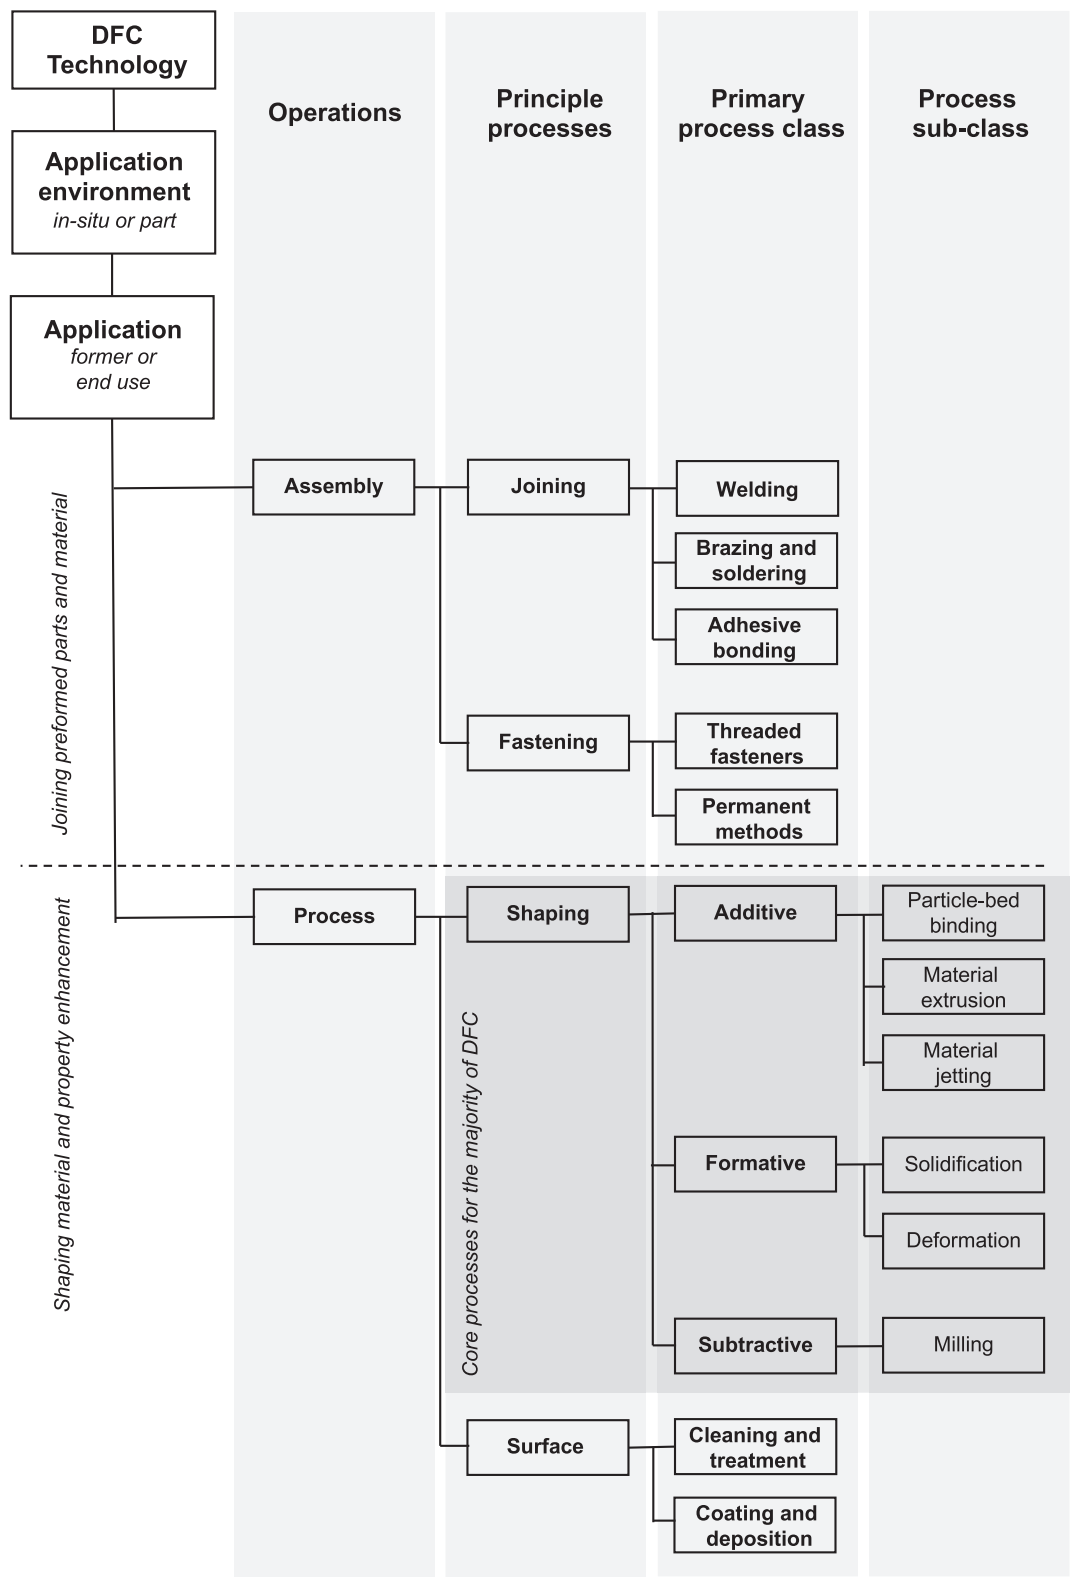 DFC
Technology
Application
environment
in-situ or part
Application
former or
end use
Operations
Principle
processes
Primary
process class
Process
sub-class
Joining preformed parts and material
Assembly
Joining
Welding
Brazing and
soldering
Adhesive
bonding
Fastening
Threaded
fasteners
Permanent
methods
Shaping material and property enhancement
Process
Core processes for the majority of DFC
Shaping
Additive
Particle-bed
binding
Material
extrusion
Material
jetting
Formative
Solidification
Deformation
Subtractive
Milling
Surface
Cleaning and
treatment
Coating and
deposition